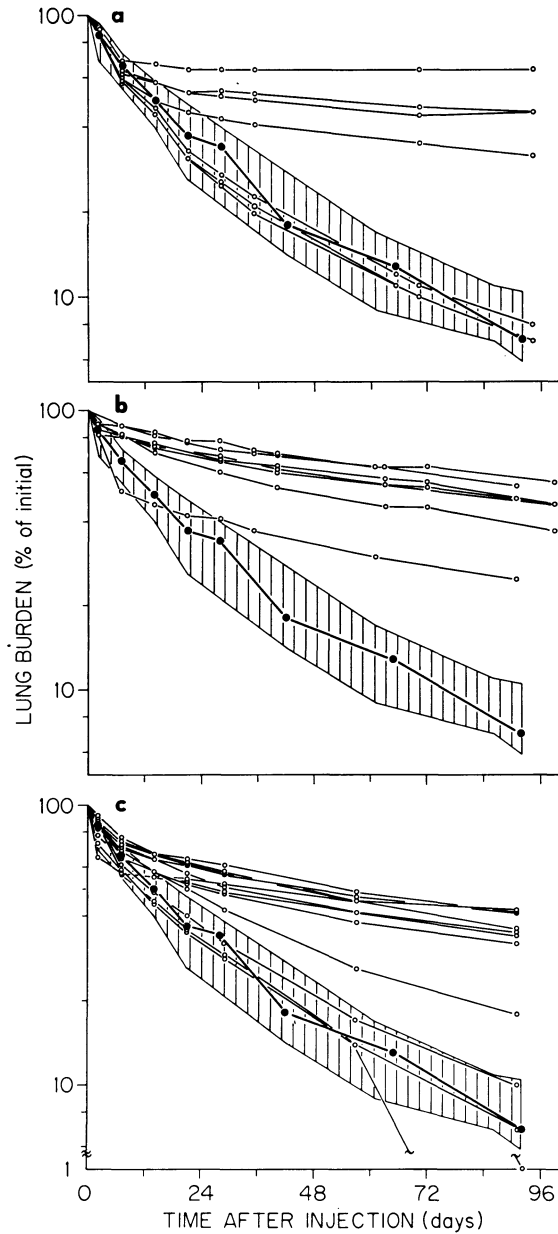 100
a
10
100
b
LUNG BURDEN (% of initial)
10
100
c
10
1
0 24 48 72 96
TIME AFTER INJECTION (days)